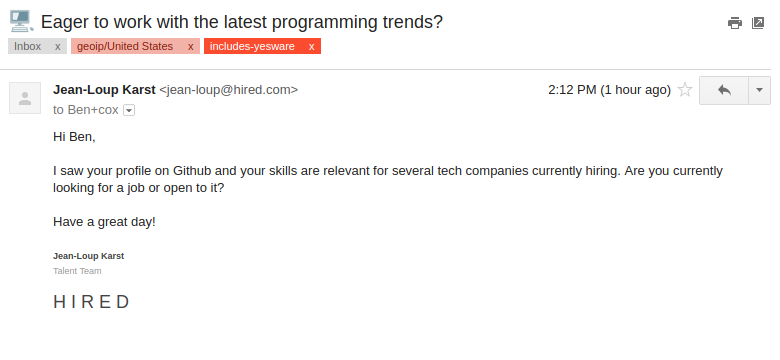 Eager to work with the latest programming trends?
Inbox x geoip/United States x includes-yesware x
Jean-Loup Karst <jean-loup@hired.com> 2:12 PM (1 hour ago)
to Ben+cox
Hi Ben,
I saw your profile on Github and your skills are relevant for several tech companies currently hiring. Are you currently
looking for a job or open to it?
Have a great day!
Jean-Loup Karst
Talent Team
HIRED